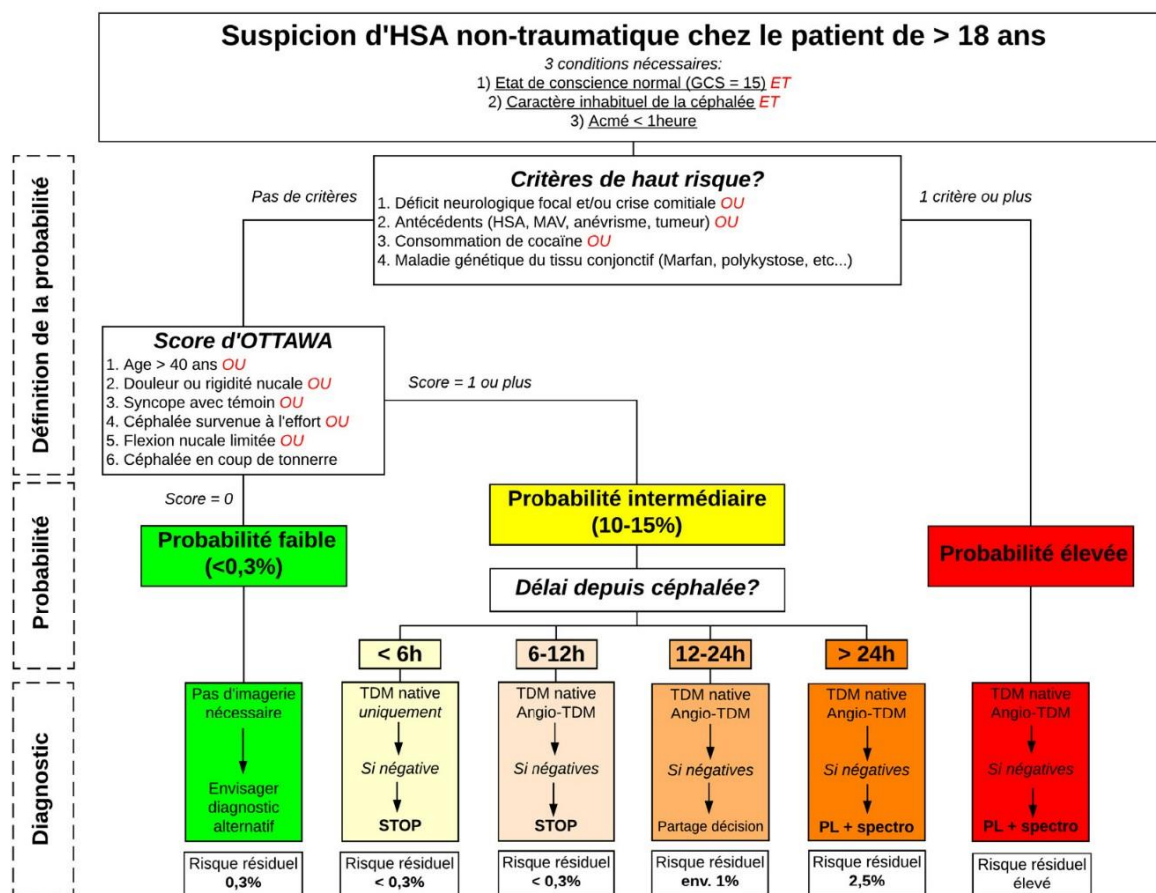 Suspicion d'HSA non-traumatique chez le patient de > 18 ans
3 conditions nécessaires:
1) Etat de conscience normal (GCS = 15) ET
2) Caractère inhabituel de la céphalée ET
3) Acmé < 1heure
Définition de la probabilité
Pas de critères
Critères de haut risque?
1. Déficit neurologique focal et/ou crise comitiale OU
2. Antécédents (HSA, MAV, anévrisme, tumeur) OU
3. Consommation de cocaïne OU
4. Maladie génétique du tissu conjonctif (Marfan, polykystose, etc...)
1 critère ou plus
Score d'OTTAWA
1. Age > 40 ans OU
2. Douleur ou rigidité nucale OU
3. Syncope avec témoin OU
4. Céphalée survenue à l'effort OU
5. Flexion nucale limitée OU
6. Céphalée en coup de tonnerre
Score = 1 ou plus
Score = 0
Probabilité
Probabilité faible
(<0,3%)
Probabilité intermédiaire
(10-15%)
Probabilité élevée
Délai depuis céphalée?
< 6h
6-12h
12-24h
> 24h
Diagnostic
Pas d'imagerie
nécessaire
Envisager
diagnostic
alternatif
TDM native
uniquement
Si négative
STOP
TDM native
Angio-TDM
Si négatives
STOP
TDM native
Angio-TDM
Si négatives
Partage décision
TDM native
Angio-TDM
Si négatives
PL + spectro
TDM native
Angio-TDM
Si négatives
PL + spectro
Risque résiduel
0,3%
Risque résiduel
< 0,3%
Risque résiduel
< 0,3%
Risque résiduel
env. 1%
Risque résiduel
2,5%
Risque résiduel
élevé